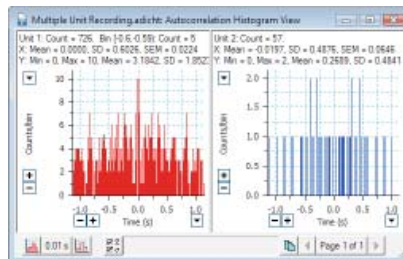 Multiple Unit Recording.adicht: Autocorrelation Histogram View
Unit 1: Count = 726, Bin [-0.6, -0.59): Count = 5
X: Mean = 0.0000, SD = 0.6026, SEM = 0.0224
Y: Min = 0, Max = 10, Mean = 3.1842, SD = 1.852
Unit 2: Count = 57,
X: Mean = -0.0197, SD = 0.4876, SEM = 0.0646
Y: Min = 0, Max = 2, Mean = 0.2689, SD = 0.4841
10
8
6
4
2
0
Counts/bin
-1.0 -0.5 0.0 0.5 1.0
Time (s)
2.0
1.5
1.0
0.5
0.0
Counts/bin
-1.0 -0.5 0.0 0.5 1.0
Time (s)
0.01 s
Page 1 of 1